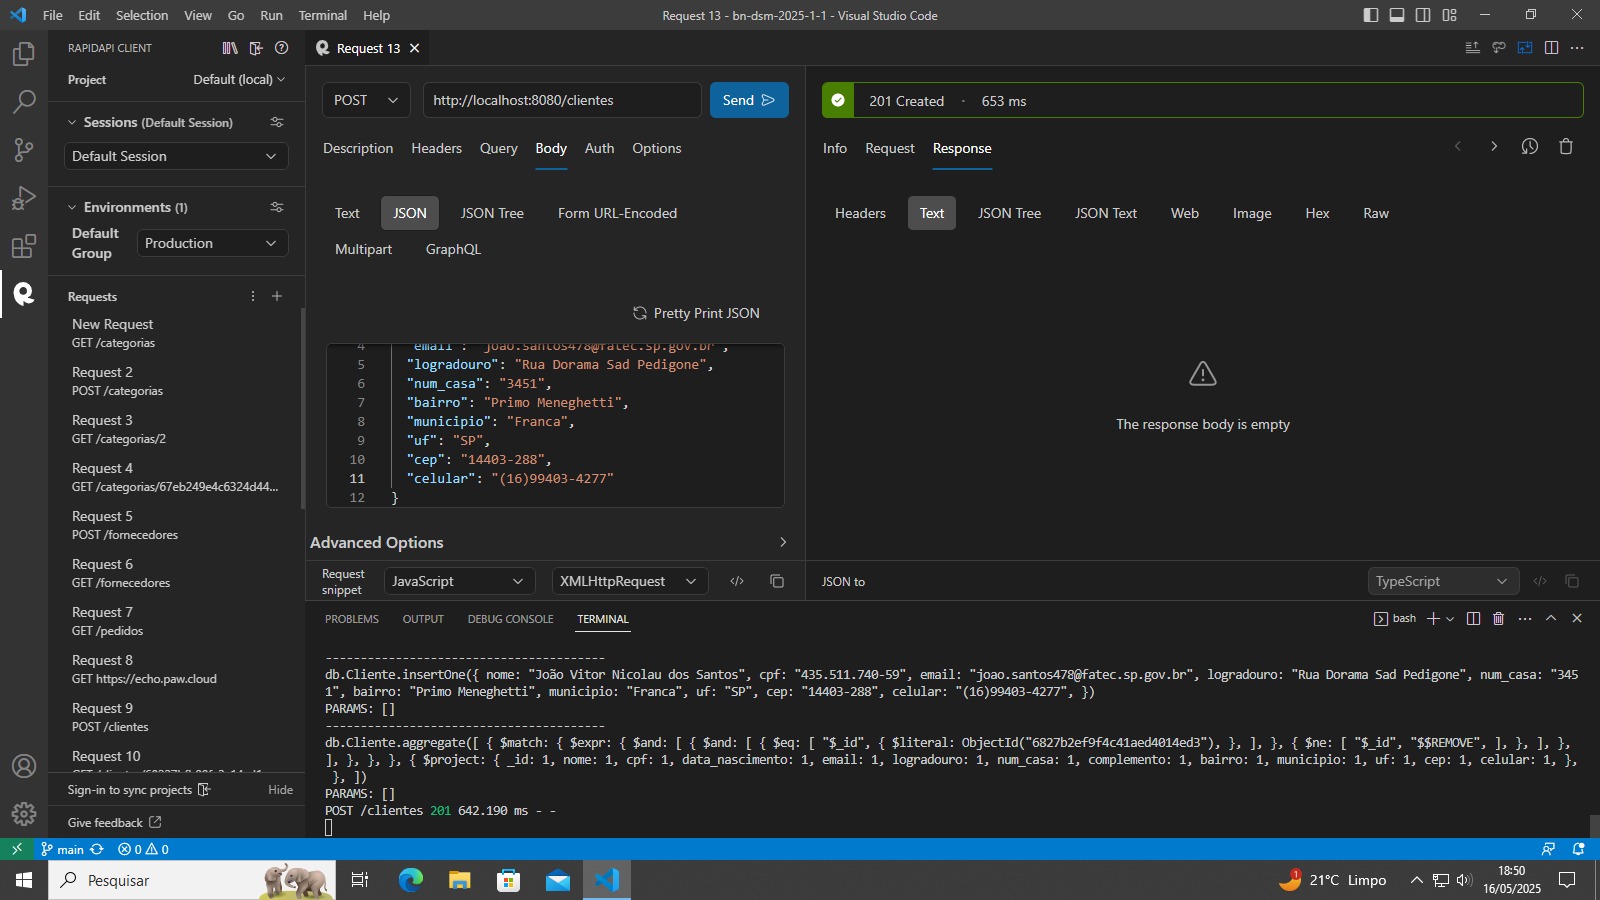 File Edit Selection View Go Run Terminal Help
Request 13 - bn-dsm-2025-1-1 - Visual Studio Code
RAPIDAPI CLIENT
Project Default (local)
Sessions (Default Session)
Default Session
Environments (1)
Default Group Production
Requests
New Request
GET /categorias
Request 2
POST /categorias
Request 3
GET /categorias/2
Request 4
GET /categorias/67eb249e4c6324d44...
Request 5
POST /fornecedores
Request 6
GET /fornecedores
Request 7
GET /pedidos
Request 8
GET https://echo.paw.cloud
Request 9
POST /clientes
Request 10
Sign-in to sync projects Hide
Give feedback
Request 13
POST http://localhost:8080/clientes Send
Description Headers Query Body Auth Options
Text JSON JSON Tree Form URL-Encoded
Multipart GraphQL
Pretty Print JSON
4 "email": "joao.santos478@fatec.sp.gov.br",
5 "logradouro": "Rua Dorama Sad Pedigone",
6 "num_casa": "3451",
7 "bairro": "Primo Meneghetti",
8 "municipio": "Franca",
9 "uf": "SP",
10 "cep": "14403-288",
11 "celular": "(16)99403-4277"
12 }
Advanced Options
Request snippet JavaScript XMLHttpRequest
201 Created · 653 ms
Info Request Response
Headers Text JSON Tree JSON Text Web Image Hex Raw
The response body is empty
JSON to TypeScript
PROBLEMS OUTPUT DEBUG CONSOLE TERMINAL
bash
----------------------------------------
db.Cliente.insertOne({ nome: "João Vitor Nicolau dos Santos", cpf: "435.511.740-59", email: "joao.santos478@fatec.sp.gov.br", logradouro: "Rua Dorama Sad Pedigone", num_casa: "345
1", bairro: "Primo Meneghetti", municipio: "Franca", uf: "SP", cep: "14403-288", celular: "(16)99403-4277", })
PARAMS: []
----------------------------------------
db.Cliente.aggregate([ { $match: { $expr: { $and: [ { $and: [ { $eq: [ "$_id", { $literal: ObjectId("6827b2ef9f4c41aed4014ed3"), }, ], }, { $ne: [ "$_id", "$$REMOVE", ], }, ], },
], }, }, }, { $project: { _id: 1, nome: 1, cpf: 1, data_nascimento: 1, email: 1, logradouro: 1, num_casa: 1, complemento: 1, bairro: 1, municipio: 1, uf: 1, cep: 1, celular: 1, },
}, ])
PARAMS: []
POST /clientes 201 642.190 ms - -
main 0 0
Pesquisar
1 21°C Limpo
18:50
16/05/2025